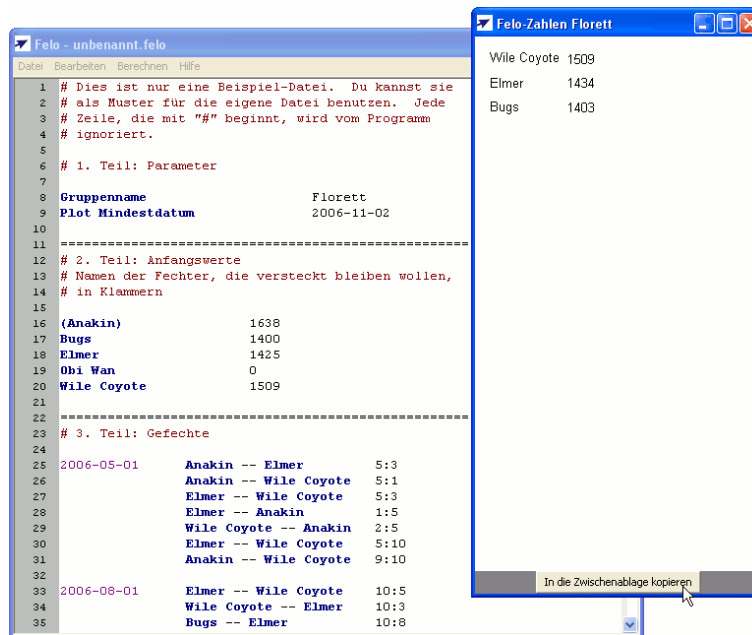 Felo - unbenannt.felo
Datei Bearbeiten Berechnen Hilfe
1 # Dies ist nur eine Beispiel-Datei. Du kannst sie
2 # als Muster für die eigene Datei benutzen. Jede
3 # Zeile, die mit "#" beginnt, wird vom Programm
4 # ignoriert.
5
6 # 1. Teil: Parameter
7
8 Gruppenname Florett
9 Plot Mindestdatum 2006-11-02
10
11 ====================================================
12 # 2. Teil: Anfangswerte
13 # Namen der Fechter, die versteckt bleiben wollen,
14 # in Klammern
15
16 (Anakin) 1638
17 Bugs 1400
18 Elmer 1425
19 Obi Wan 0
20 Wile Coyote 1509
21
22 ====================================================
23 # 3. Teil: Gefechte
24
25 2006-05-01 Anakin -- Elmer 5:3
26 Anakin -- Wile Coyote 5:1
27 Elmer -- Wile Coyote 5:3
28 Elmer -- Anakin 1:5
29 Wile Coyote -- Anakin 2:5
30 Elmer -- Wile Coyote 5:10
31 Anakin -- Wile Coyote 9:10
32
33 2006-08-01 Elmer -- Wile Coyote 10:5
34 Wile Coyote -- Elmer 10:3
35 Bugs -- Elmer 10:8
Felo-Zahlen Florett
Wile Coyote 1509
Elmer 1434
Bugs 1403
In die Zwischenablage kopieren